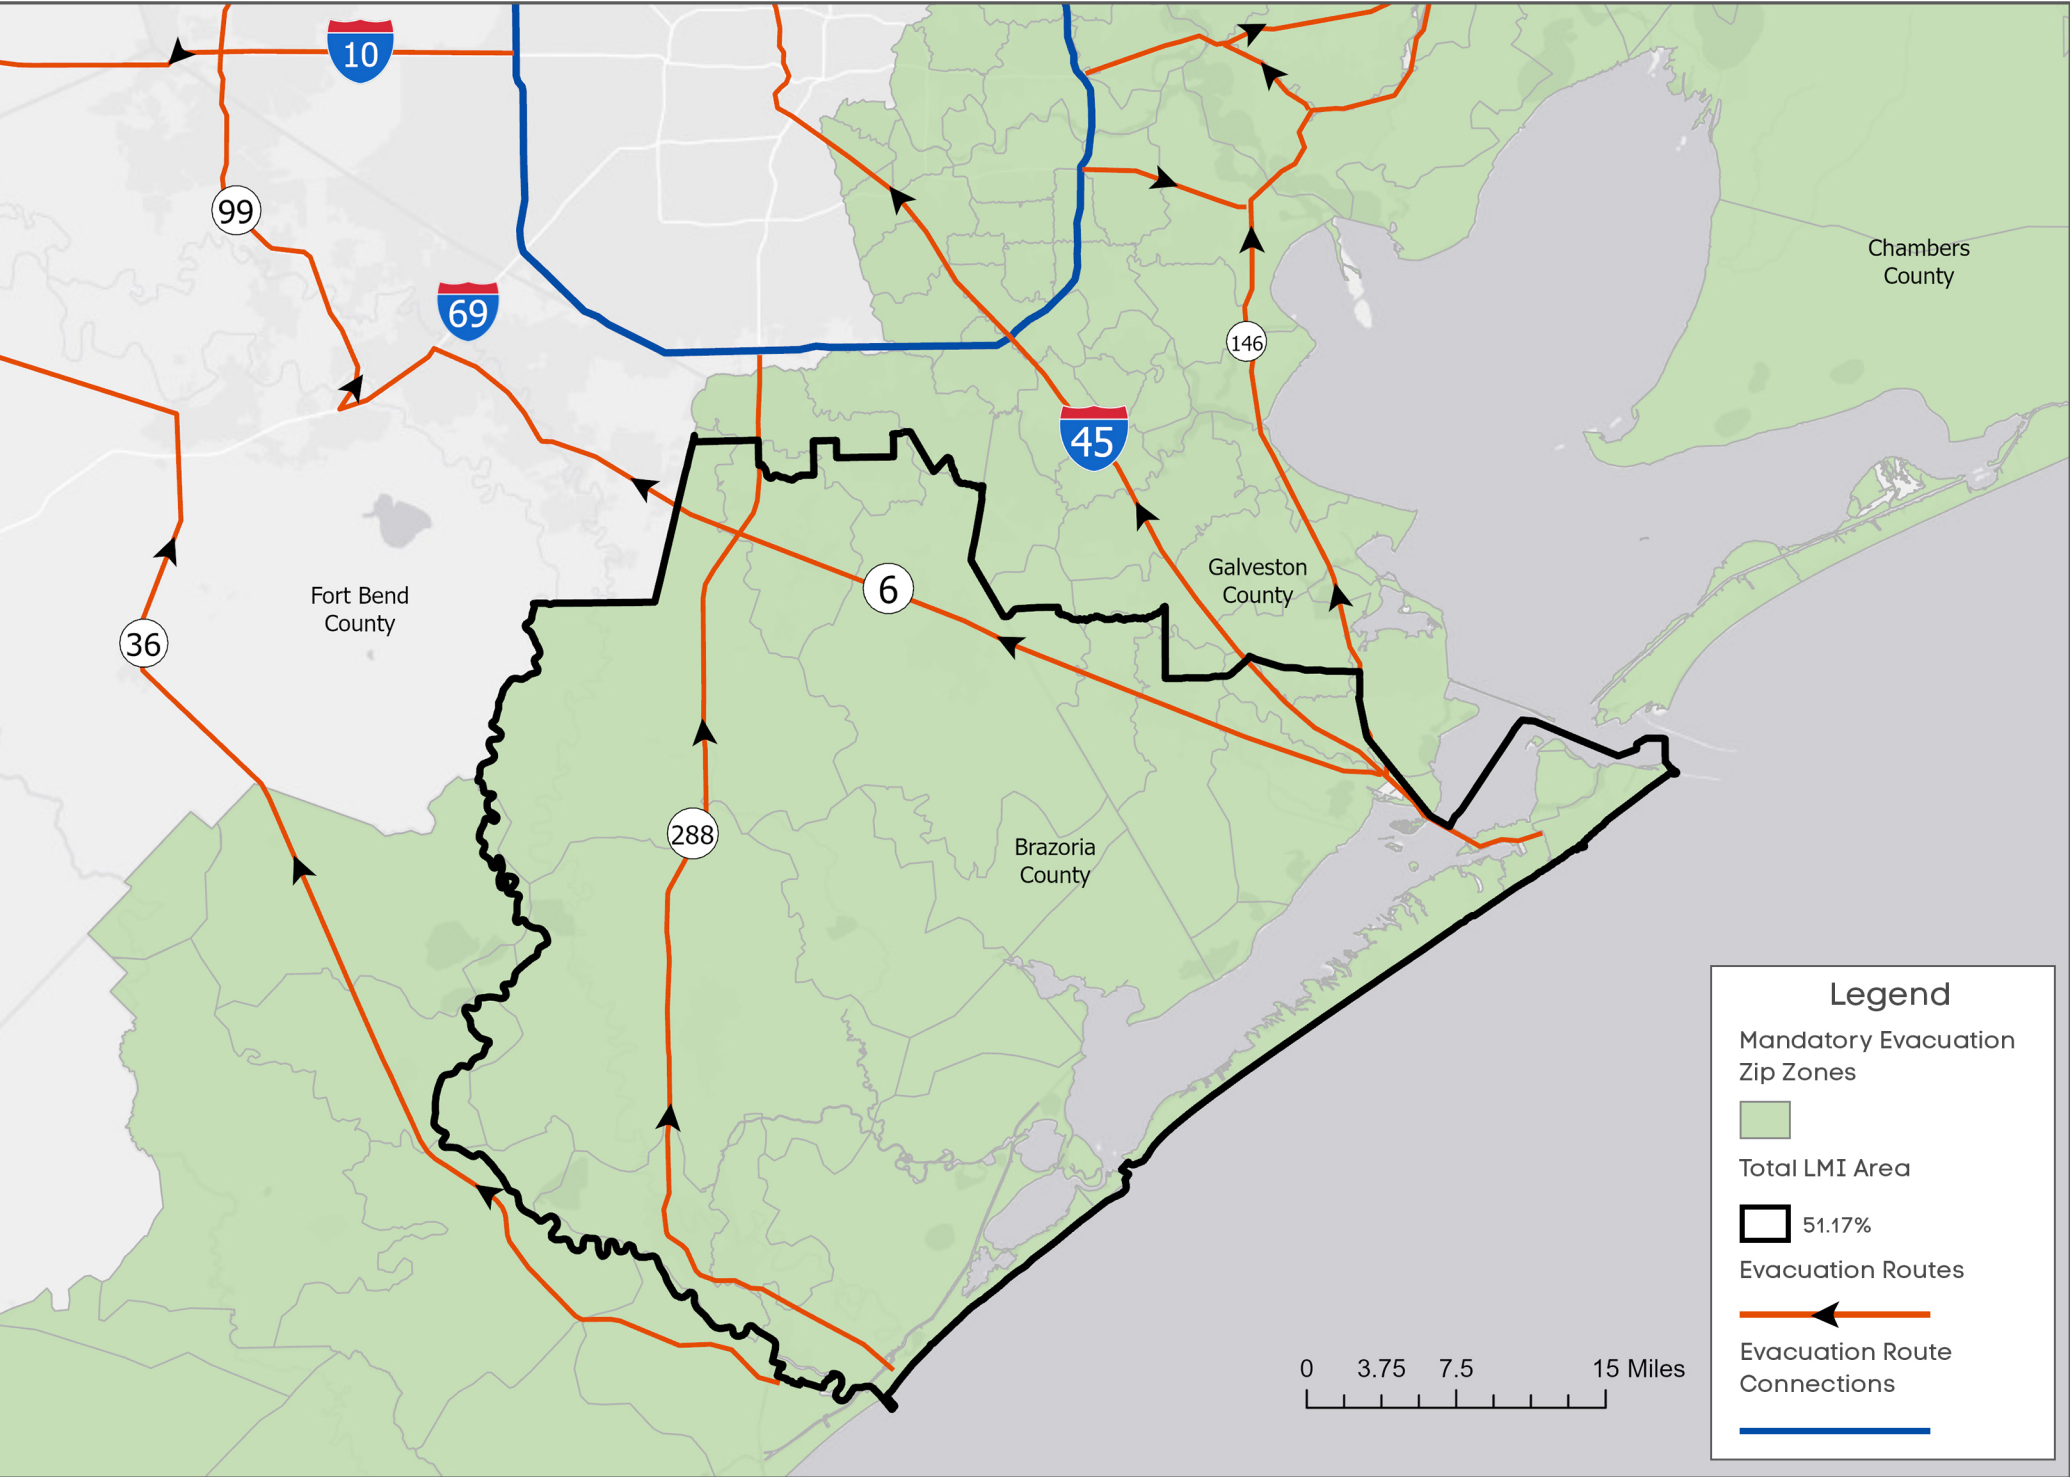 10
99
Chambers
County
69
146
45
Galveston
County
6
Fort Bend
County
36
288
Brazoria
County
Legend
Mandatory Evacuation
Zip Zones
Total LMI Area
51.17%
Evacuation Routes
Evacuation Route
Connections
0 3.75 7.5 15 Miles